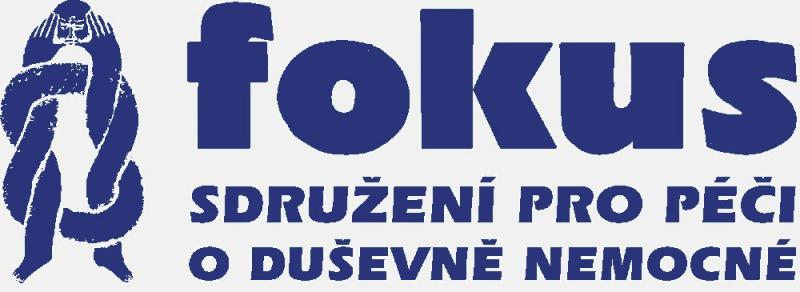 fokus
SDRUŽENÍ PRO PÉČI
O DUŠEVNĚ NEMOCNÉ